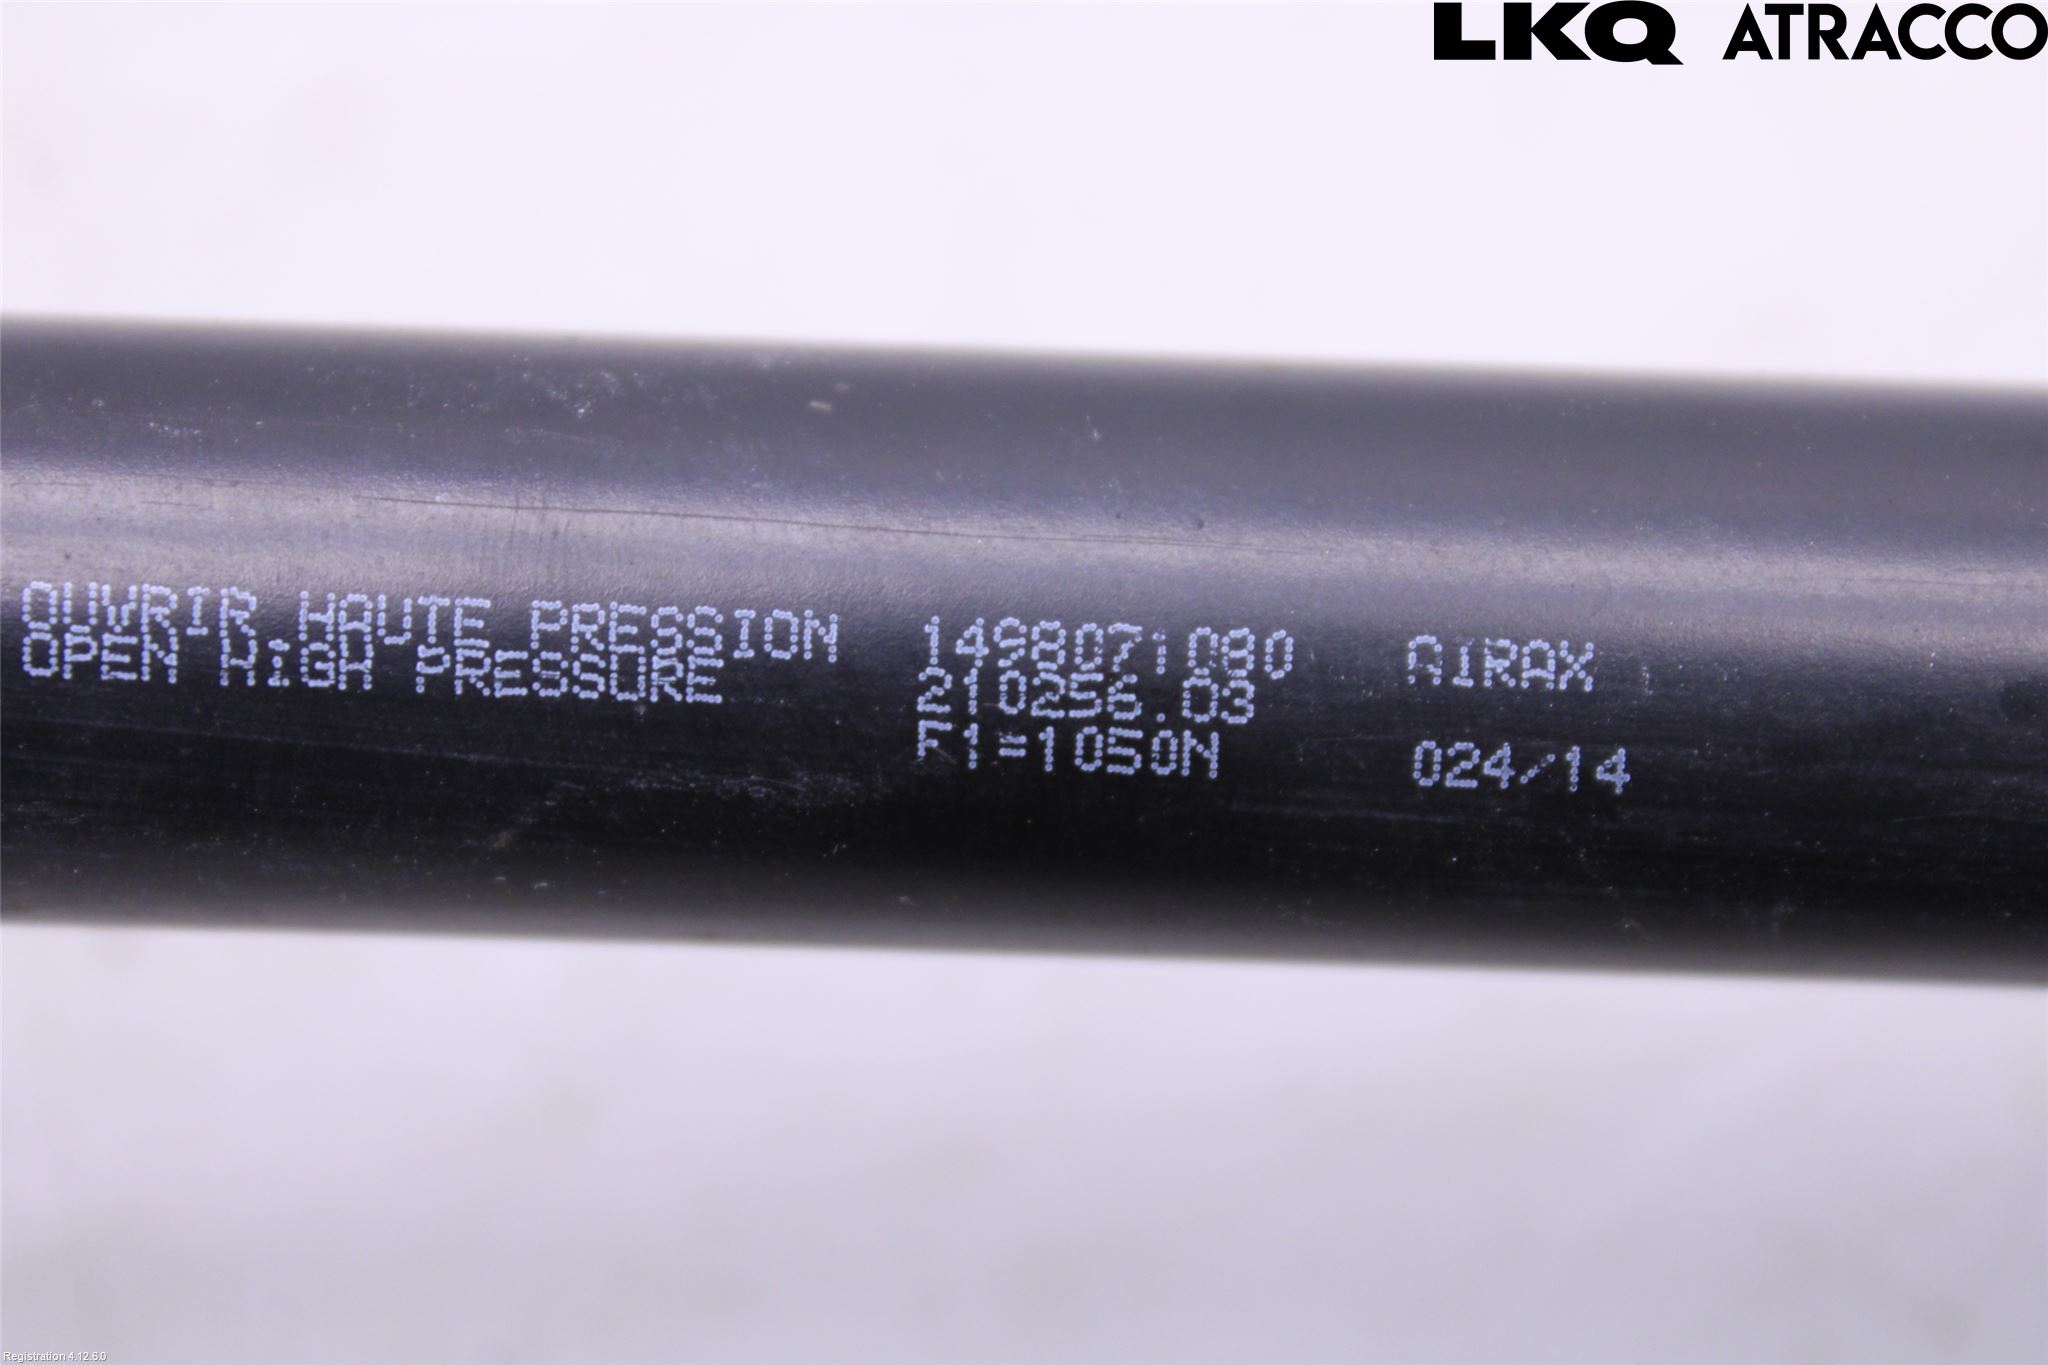 LKQ ATRACCO
OUVRIR.HAUTE PRESSION 1498071080 AIRAX
OPEN HIGH PRESSURE 210256.03
F1=1050N 024/14
Registration 4.12.6.0